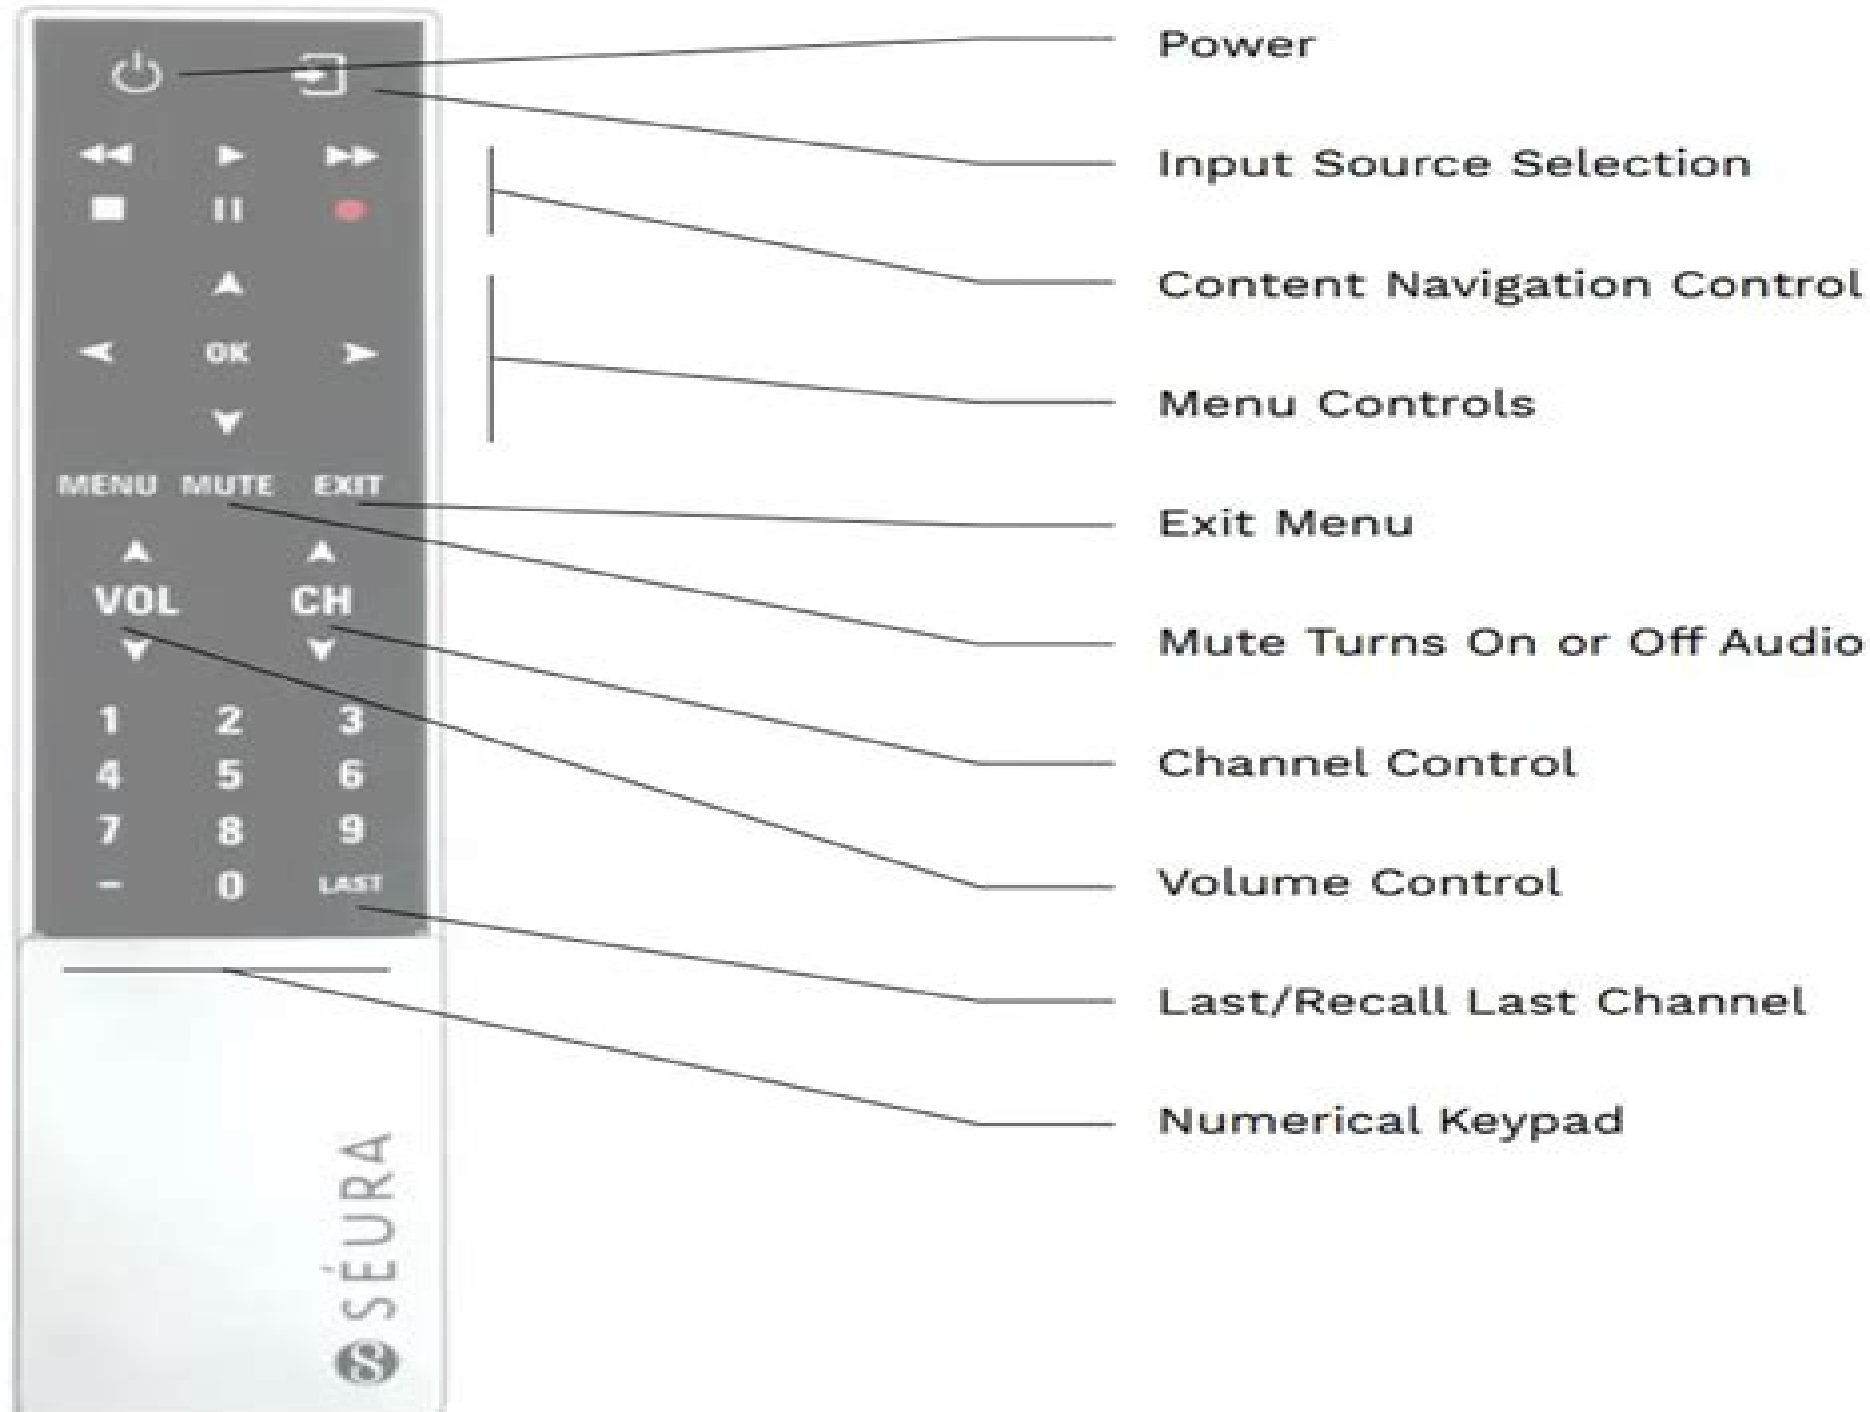 Power
Input Source Selection
Content Navigation Control
OK
Menu Controls
MENU MUTE EXIT
Exit Menu
VOL CH
Mute Turns On or Off Audio
1 2 3
Channel Control
4 5 6
7 8 9
- 0 LAST
Volume Control
Last/Recall Last Channel
Numerical Keypad
SÉURA